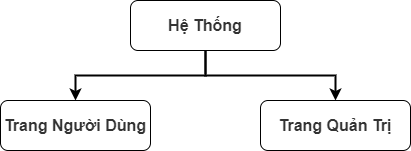 Hệ Thống
Trang Người Dùng
Trang Quản Trị